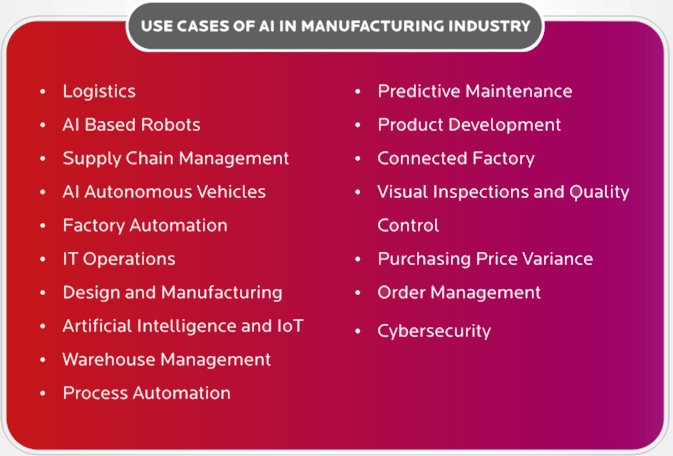 USE CASES OF AI IN MANUFACTURING INDUSTRY
• Logistics
• AI Based Robots
• Supply Chain Management
• AI Autonomous Vehicles
• Factory Automation
• IT Operations
• Design and Manufacturing
• Artificial Intelligence and IoT
• Warehouse Management
• Process Automation
• Predictive Maintenance
• Product Development
• Connected Factory
• Visual Inspections and Quality
Control
• Purchasing Price Variance
• Order Management
• Cybersecurity